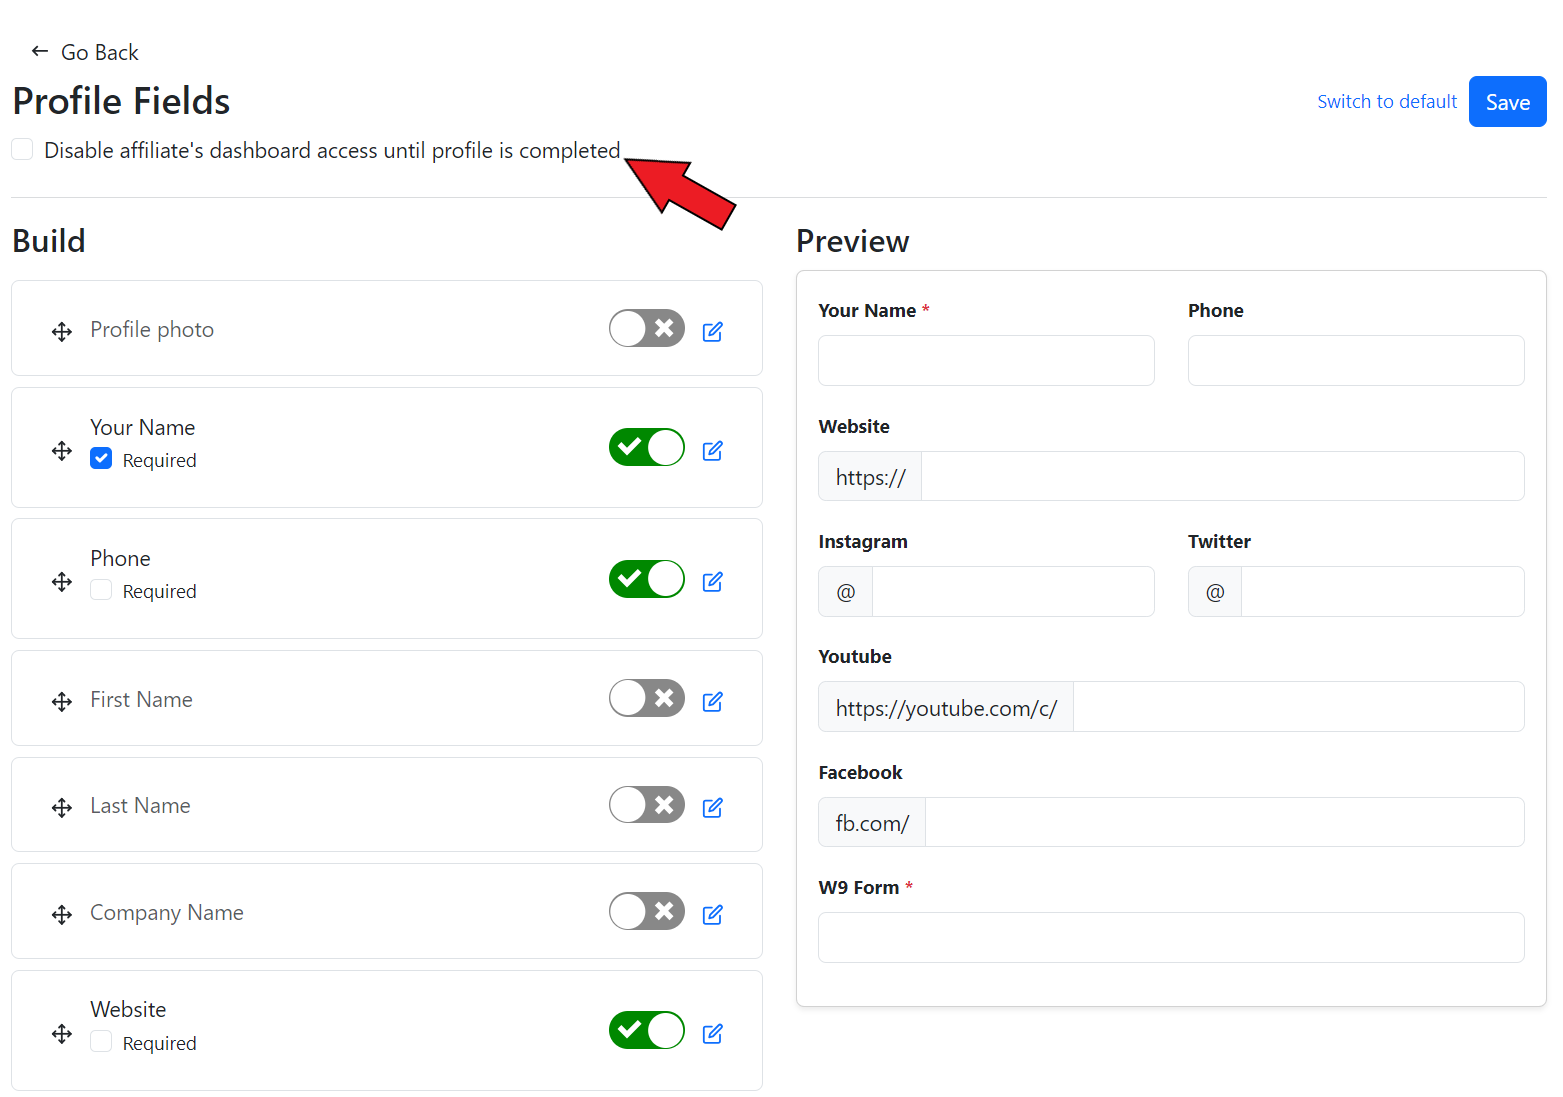 Go Back
Profile Fields
Switch to default
Save
Disable affiliate's dashboard access until profile is completed
Build
Profile photo
Your Name
Required
Phone
Required
First Name
Last Name
Company Name
Website
Required
Preview
Your Name *
Phone
Website
https://
Instagram
Twitter
@
@
Youtube
https://youtube.com/c/
Facebook
fb.com/
W9 Form *